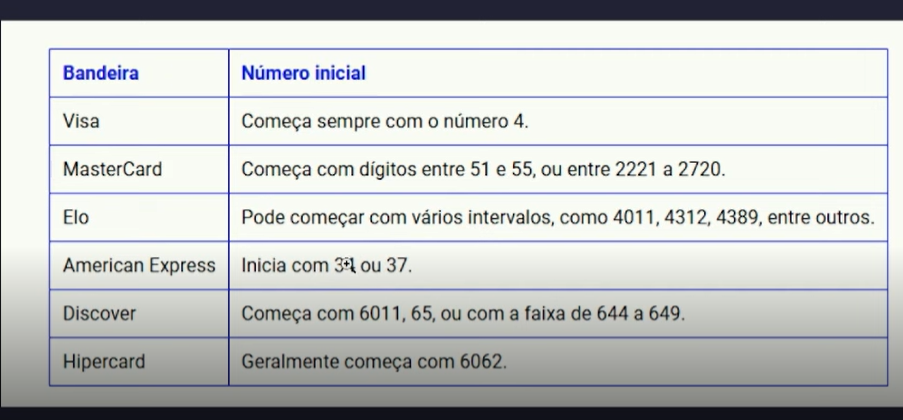 Bandeira Número inicial
Visa Começa sempre com o número 4.
MasterCard Começa com dígitos entre 51 e 55, ou entre 2221 a 2720.
Elo Pode começar com vários intervalos, como 4011, 4312, 4389, entre outros.
American Express Inicia com ou 37.
Discover Começa com 6011, 65, ou com a faixa de 644 a 649.
Hipercard Geralmente começa com 6062.